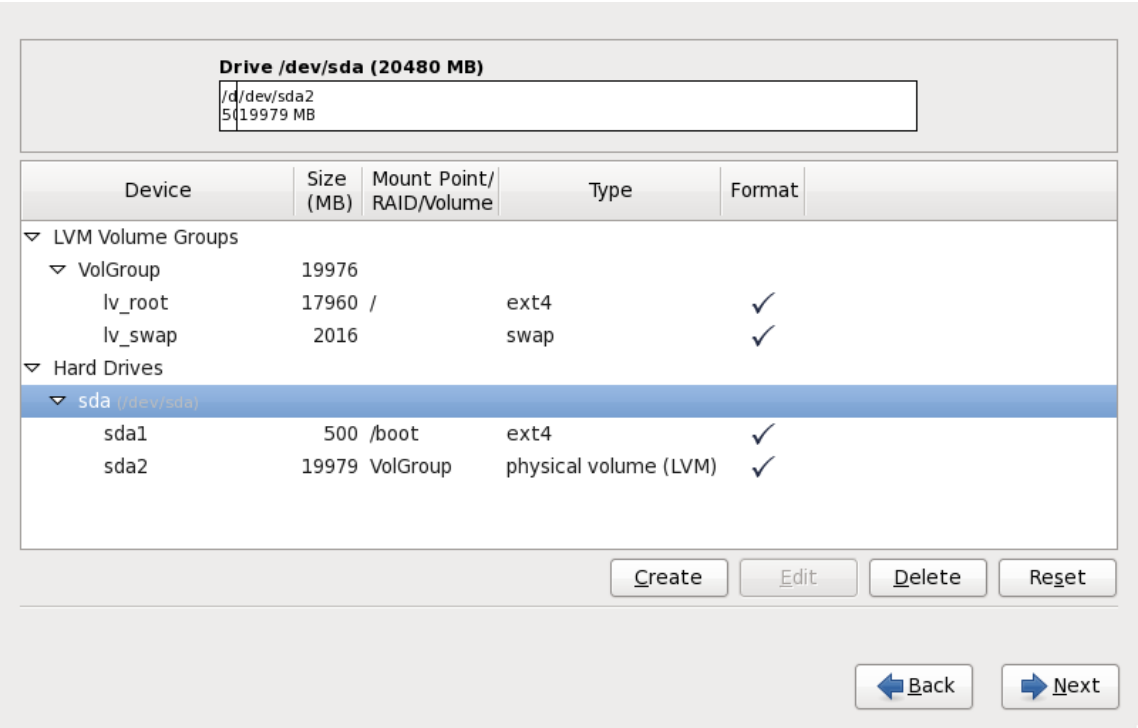 Drive /dev/sda (20480 MB)
/d/dev/sda2
5019979 MB
Device Size (MB) Mount Point/ RAID/Volume Type Format
LVM Volume Groups
VolGroup 19976
lv_root 17960 / ext4
lv_swap 2016 swap
Hard Drives
sda (/dev/sda)
sda1 500 /boot ext4
sda2 19979 VolGroup physical volume (LVM)
Create Edit Delete Reset
Back Next